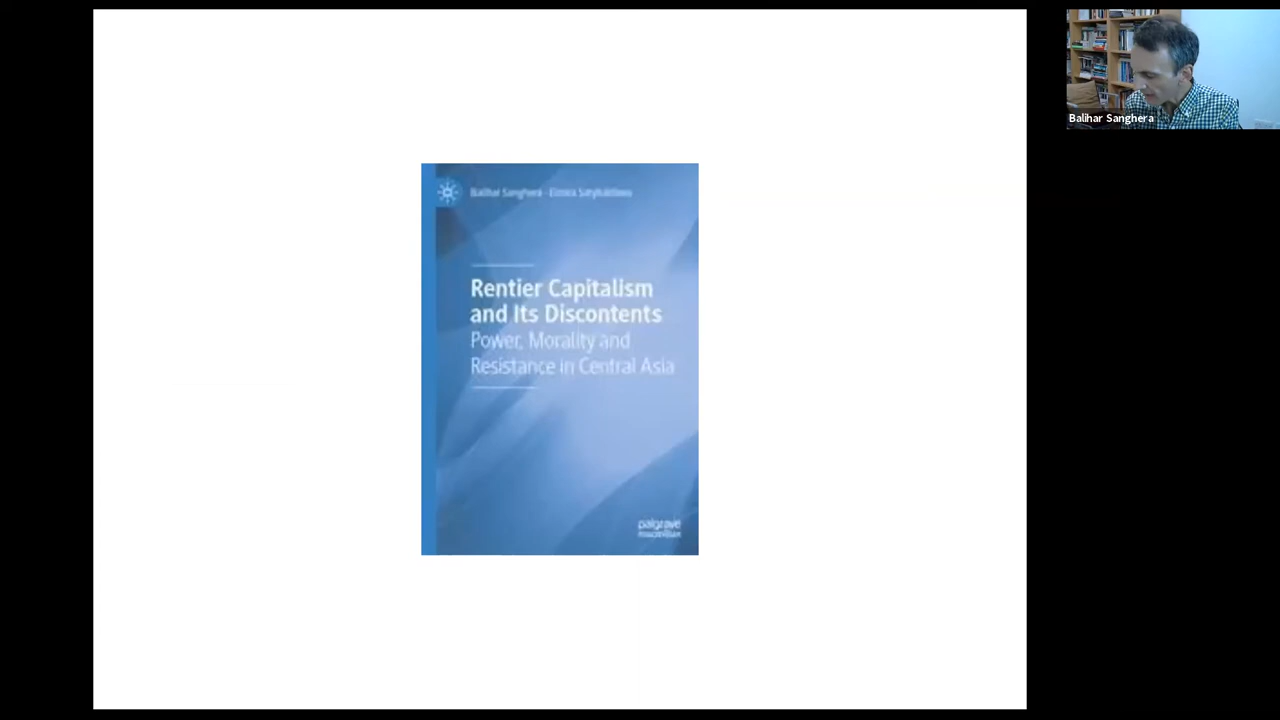 Balihar Sanghera · Elmira Satybaldieva
Rentier Capitalism
and Its Discontents
Power, Morality and
Resistance in Central Asia
palgrave
macmillan
Balihar Sanghera